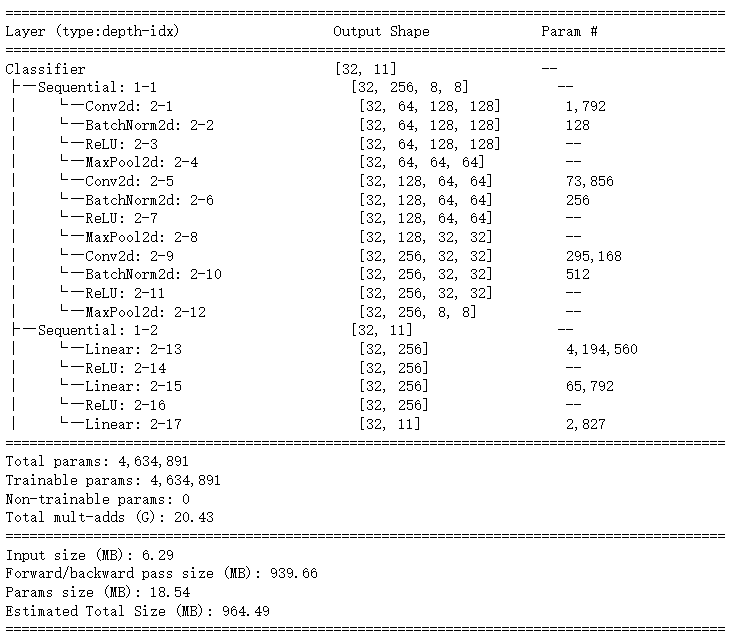 ==========================================================================================
Layer (type:depth-idx)                   Output Shape              Param #
==========================================================================================
Classifier                               [32, 11]                  --
├─Sequential: 1-1                        [32, 256, 8, 8]           --
│    └─Conv2d: 2-1                       [32, 64, 128, 128]        1,792
│    └─BatchNorm2d: 2-2                  [32, 64, 128, 128]        128
│    └─ReLU: 2-3                         [32, 64, 128, 128]        --
│    └─MaxPool2d: 2-4                    [32, 64, 64, 64]          --
│    └─Conv2d: 2-5                       [32, 128, 64, 64]         73,856
│    └─BatchNorm2d: 2-6                  [32, 128, 64, 64]         256
│    └─ReLU: 2-7                         [32, 128, 64, 64]         --
│    └─MaxPool2d: 2-8                    [32, 128, 32, 32]         --
│    └─Conv2d: 2-9                       [32, 256, 32, 32]         295,168
│    └─BatchNorm2d: 2-10                 [32, 256, 32, 32]         512
│    └─ReLU: 2-11                        [32, 256, 32, 32]         --
│    └─MaxPool2d: 2-12                   [32, 256, 8, 8]           --
├─Sequential: 1-2                        [32, 11]                  --
│    └─Linear: 2-13                      [32, 256]                 4,194,560
│    └─ReLU: 2-14                        [32, 256]                 --
│    └─Linear: 2-15                      [32, 256]                 65,792
│    └─ReLU: 2-16                        [32, 256]                 --
│    └─Linear: 2-17                      [32, 11]                  2,827
==========================================================================================
Total params: 4,634,891
Trainable params: 4,634,891
Non-trainable params: 0
Total mult-adds (G): 20.43
==========================================================================================
Input size (MB): 6.29
Forward/backward pass size (MB): 939.66
Params size (MB): 18.54
Estimated Total Size (MB): 964.49
==========================================================================================